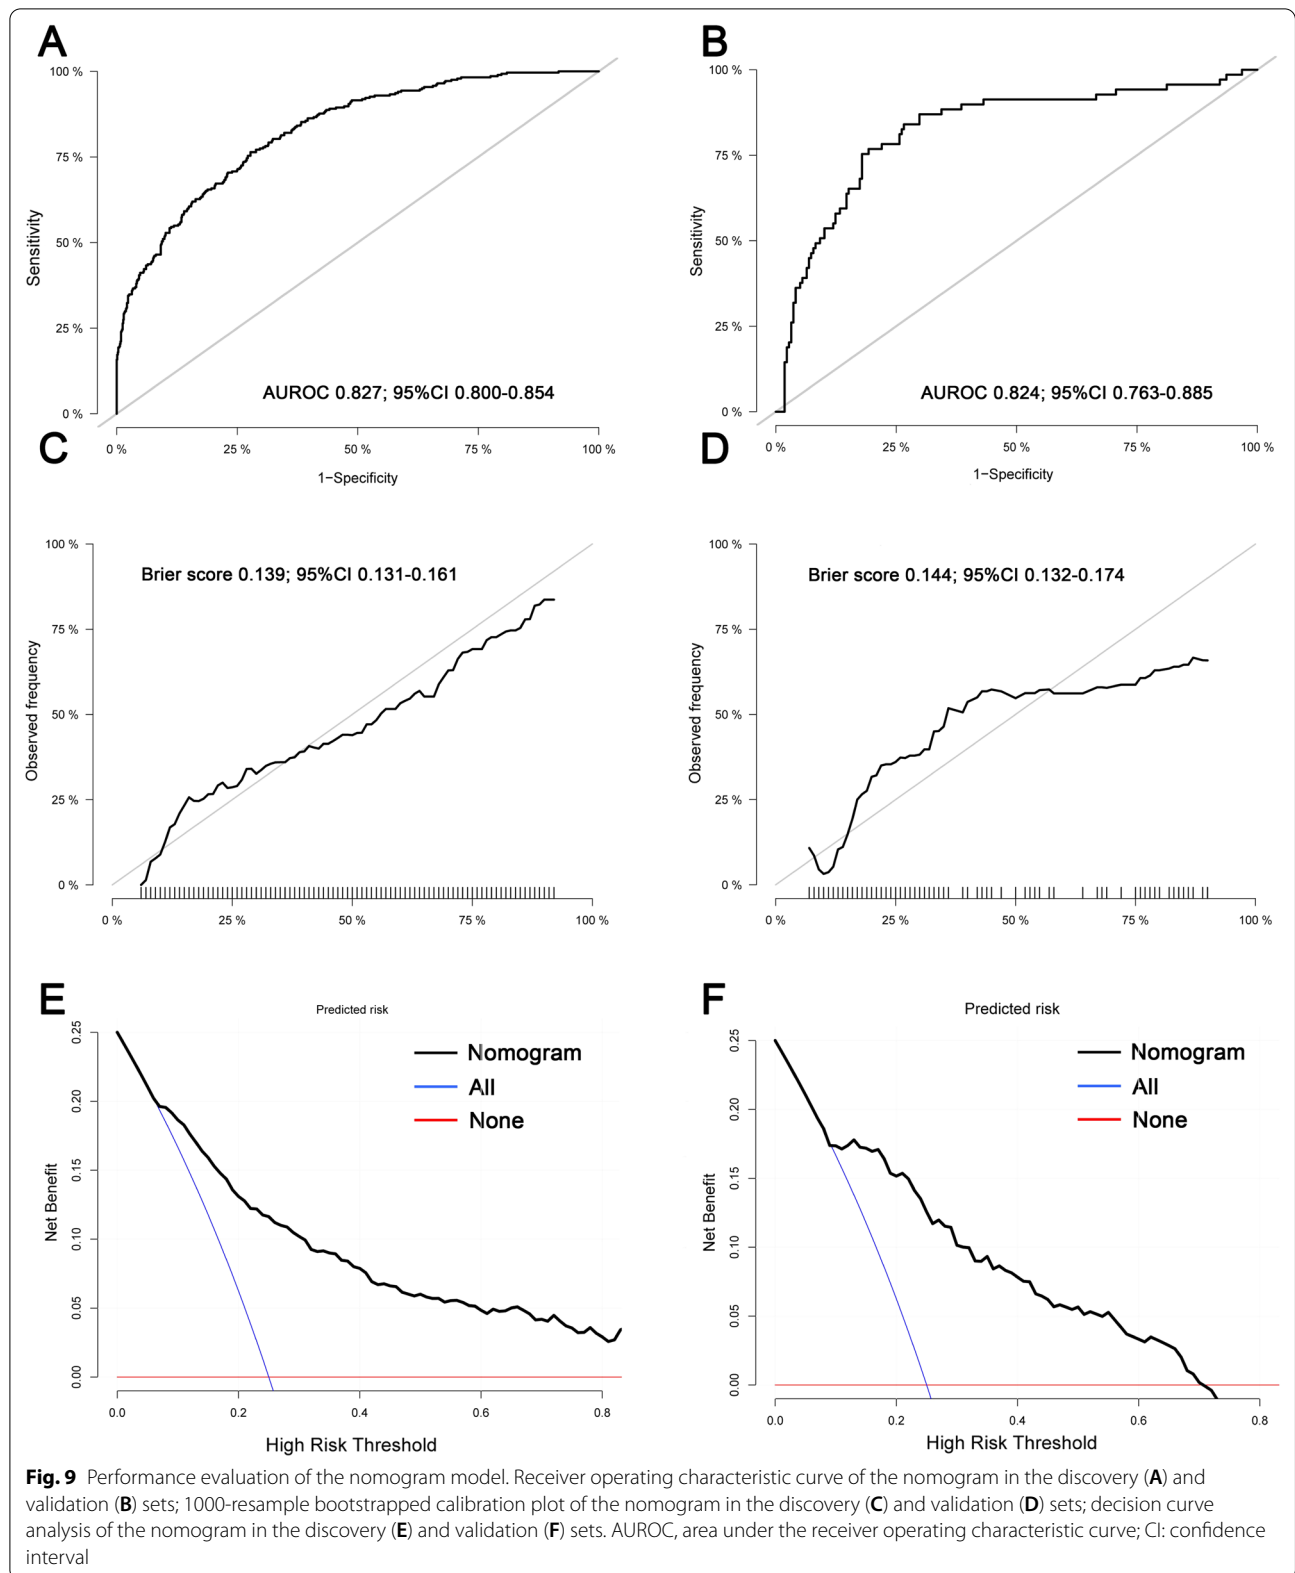 A
100 %
75 %
50 %
25 %
0 %
Sensitivity
AUROC 0.827; 95%CI 0.800-0.854
0 %
25 %
50 %
75 %
100 %
1−Specificity
B
100 %
75 %
50 %
25 %
0 %
Sensitivity
AUROC 0.824; 95%CI 0.763-0.885
0 %
25 %
50 %
75 %
100 %
1−Specificity
C
100 %
75 %
50 %
25 %
0 %
Observed frequency
Brier score 0.139; 95%CI 0.131-0.161
0 %
25 %
50 %
75 %
100 %
Predicted risk
D
100 %
75 %
50 %
25 %
0 %
Observed frequency
Brier score 0.144; 95%CI 0.132-0.174
0 %
25 %
50 %
75 %
100 %
Predicted risk
E
0.25
0.20
0.15
0.10
0.05
0.00
Net Benefit
Nomogram
All
None
0.0
0.2
0.4
0.6
0.8
High Risk Threshold
F
0.25
0.20
0.15
0.10
0.05
0.00
Net Benefit
Nomogram
All
None
0.0
0.2
0.4
0.6
0.8
High Risk Threshold
Fig. 9 Performance evaluation of the nomogram model. Receiver operating characteristic curve of the nomogram in the discovery (A) and
validation (B) sets; 1000-resample bootstrapped calibration plot of the nomogram in the discovery (C) and validation (D) sets; decision curve
analysis of the nomogram in the discovery (E) and validation (F) sets. AUROC, area under the receiver operating characteristic curve; CI: confidence
interval